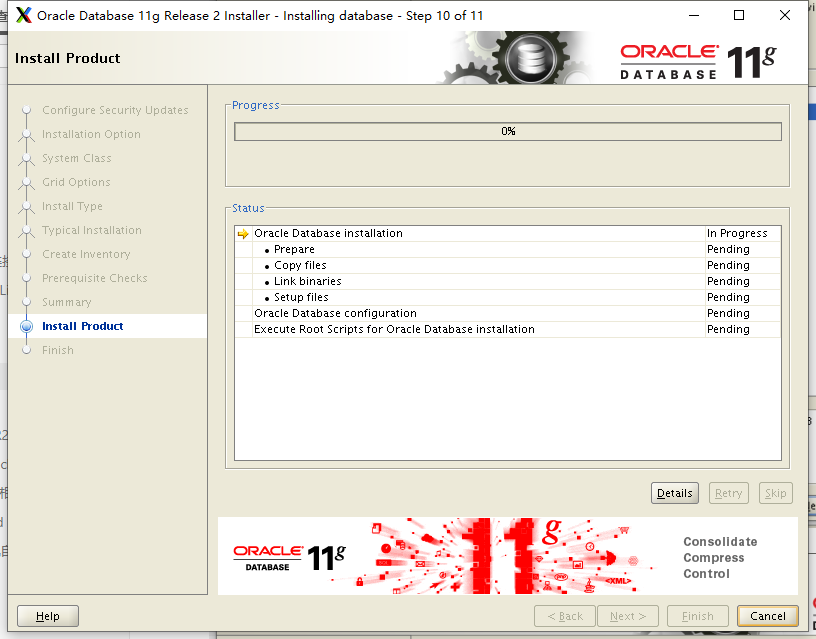 Oracle Database 11g Release 2 Installer - Installing database - Step 10 of 11
Install Product
ORACLE
DATABASE 11g
Configure Security Updates
Installation Option
System Class
Grid Options
Install Type
Typical Installation
Create Inventory
Prerequisite Checks
Summary
Install Product
Finish
Progress
0%
Status
Oracle Database installation In Progress
Prepare Pending
Copy files Pending
Link binaries Pending
Setup files Pending
Oracle Database configuration Pending
Execute Root Scripts for Oracle Database installation Pending
Details Retry Skip
ORACLE
DATABASE 11g
11g
<XML>
Consolidate
Compress
Control
Help < Back Next > Finish Cancel